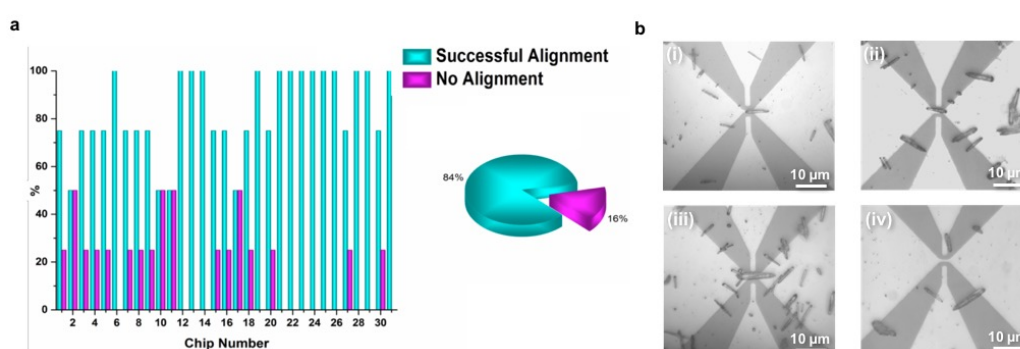 a
b
Successful Alignment
No Alignment
100
80
60
40
20
0
%
2 4 6 8 10 12 14 16 18 20 22 24 26 28 30
Chip Number
84%
16%
(i)
10 µm
(ii)
10 µm
(iii)
10 µm
(iv)
10 µm